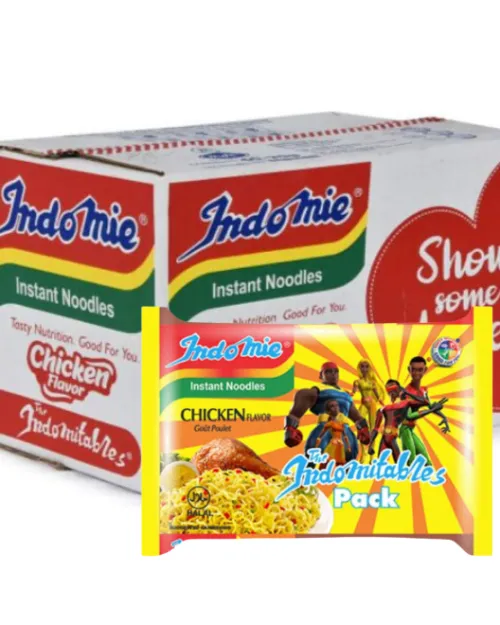 Indomie®
Instant Noodles
Tasty Nutrition. Good For You.
Chicken
Flavor
The
Indomitables®
Indomie®
Instant Noodles
Nutrition. Good For You.
Show
some
Indomie
Instant Noodles
CHICKEN FLAVOR
Goût Poulet
The
Indomitables
Pack
HALAL